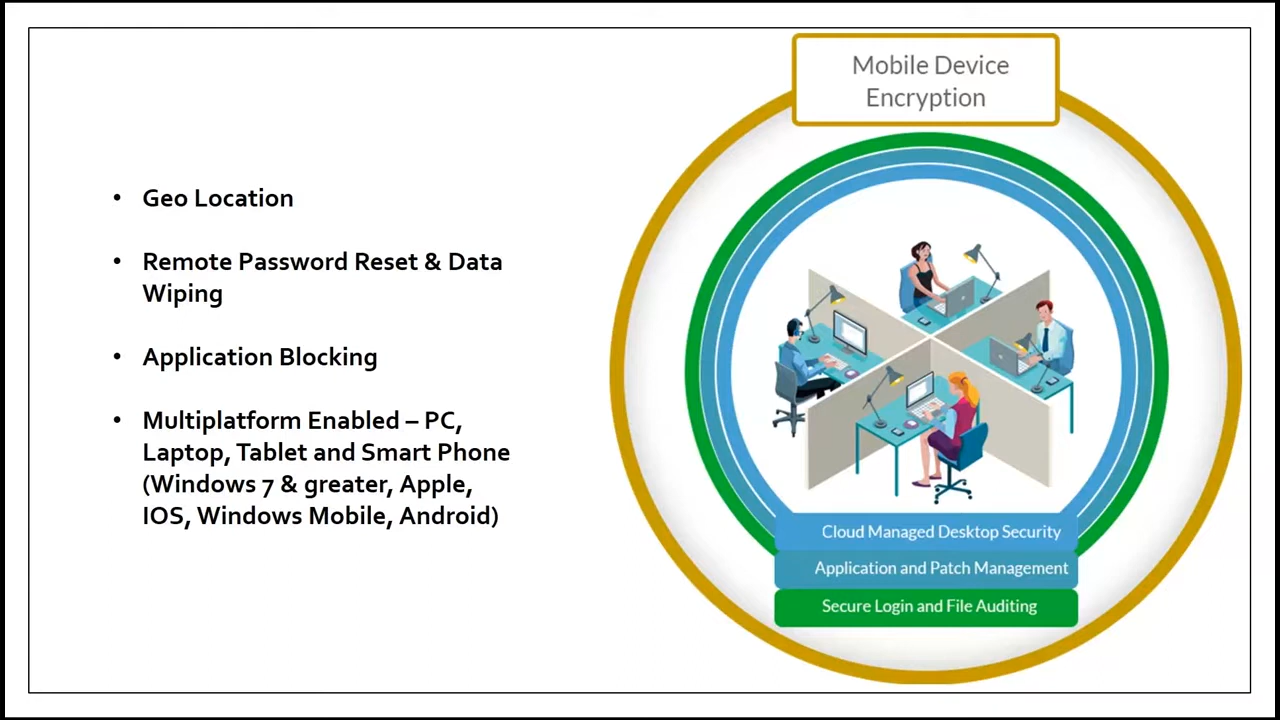 Mobile Device
Encryption
• Geo Location
• Remote Password Reset & Data
Wiping
• Application Blocking
• Multiplatform Enabled – PC,
Laptop, Tablet and Smart Phone
(Windows 7 & greater, Apple,
IOS, Windows Mobile, Android)
Cloud Managed Desktop Security
Application and Patch Management
Secure Login and File Auditing